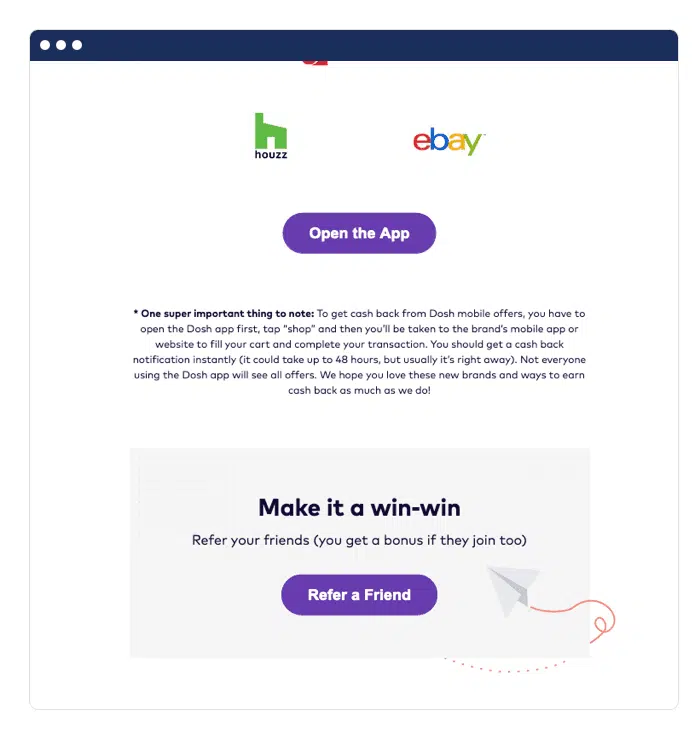 houzz
ebay
Open the App
* One super important thing to note: To get cash back from Dosh mobile offers, you have to
open the Dosh app first, tap “shop” and then you’ll be taken to the brand’s mobile app or
website to fill your cart and complete your transaction. You should get a cash back
notification instantly (it could take up to 48 hours, but usually it’s right away). Not everyone
using the Dosh app will see all offers. We hope you love these new brands and ways to earn
cash back as much as we do!
Make it a win-win
Refer your friends (you get a bonus if they join too)
Refer a Friend